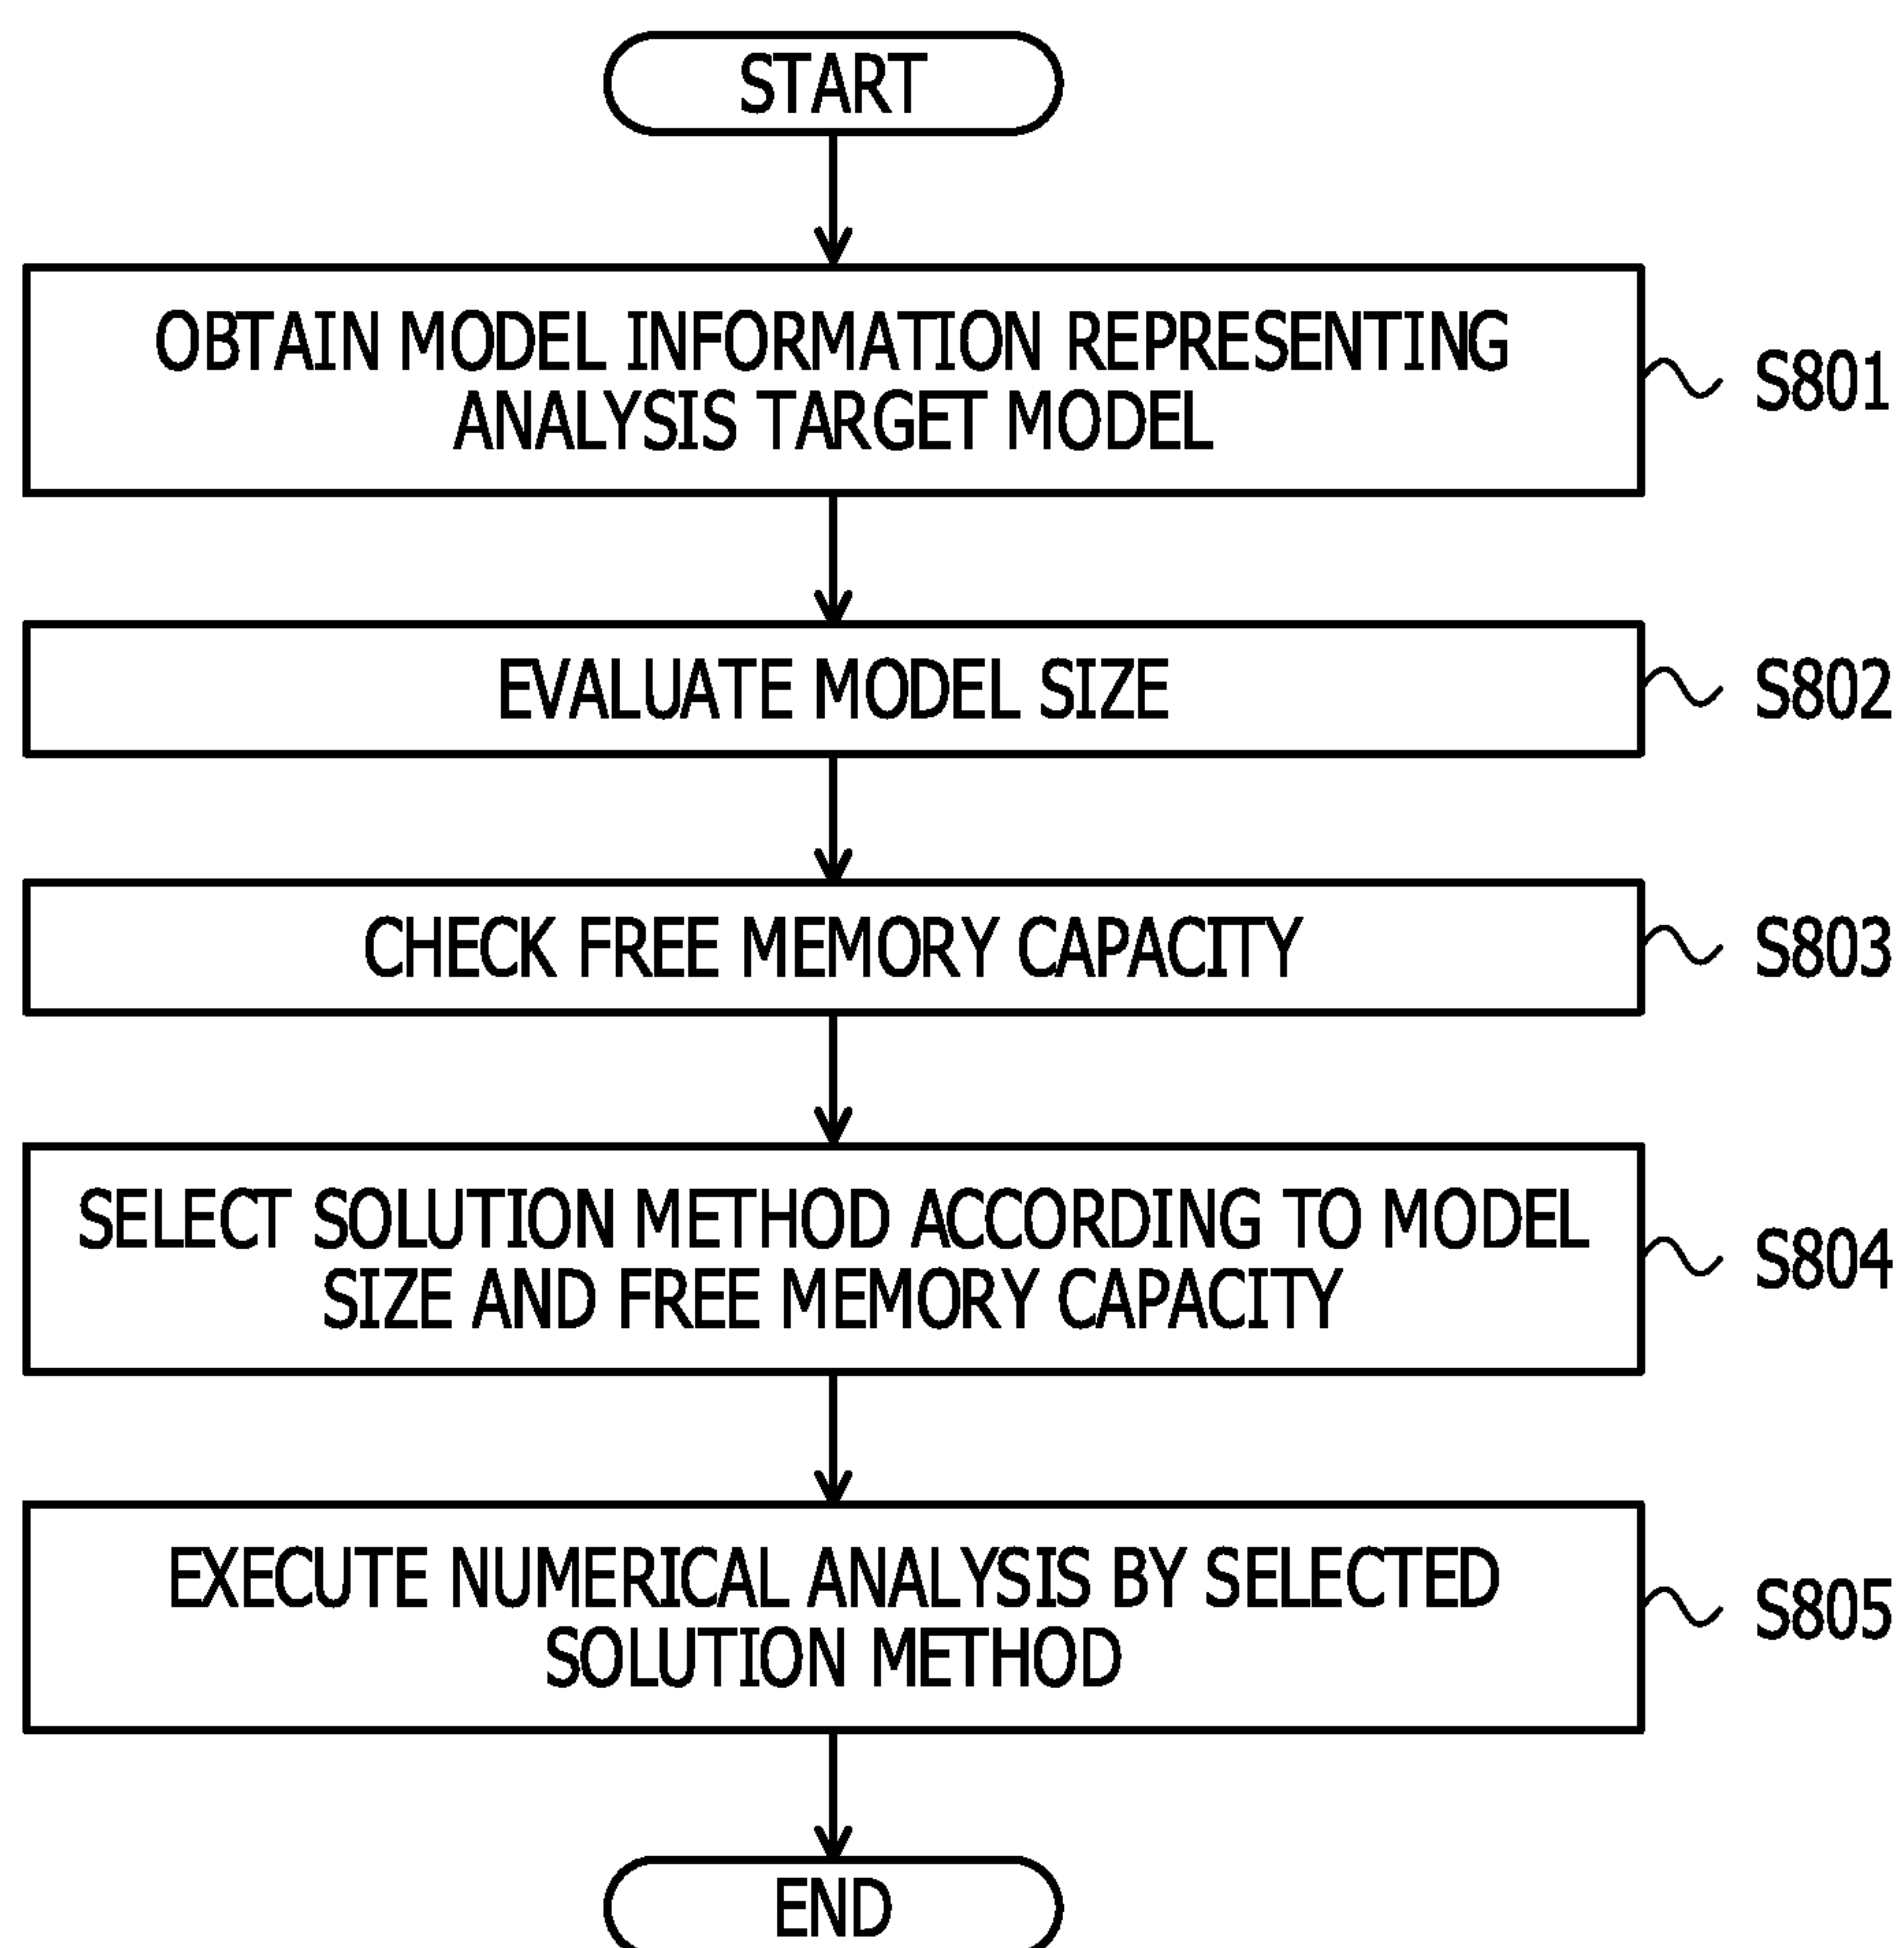 START
OBTAIN MODEL INFORMATION REPRESENTING
ANALYSIS TARGET MODEL
S801
EVALUATE MODEL SIZE
S802
CHECK FREE MEMORY CAPACITY
S803
SELECT SOLUTION METHOD ACCORDING TO MODEL
SIZE AND FREE MEMORY CAPACITY
S804
EXECUTE NUMERICAL ANALYSIS BY SELECTED
SOLUTION METHOD
S805
END